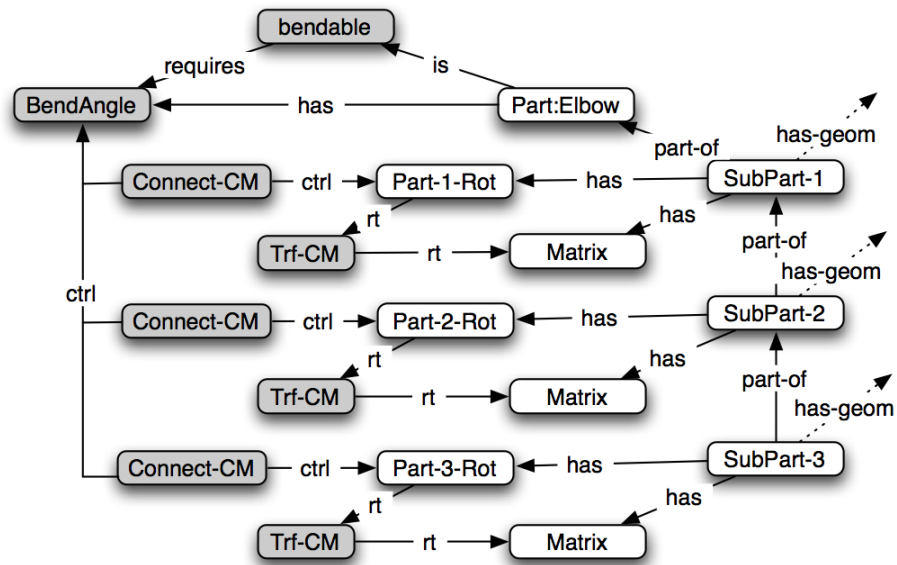 bendable
requires
is
BendAngle
has
Part:Elbow
has-geom
part-of
Connect-CM
ctrl
Part-1-Rot
has
SubPart-1
rt
has
Trf-CM
rt
Matrix
part-of
has-geom
ctrl
Connect-CM
ctrl
Part-2-Rot
has
SubPart-2
rt
has
Trf-CM
rt
Matrix
part-of
has-geom
Connect-CM
ctrl
Part-3-Rot
has
SubPart-3
rt
has
Trf-CM
rt
Matrix